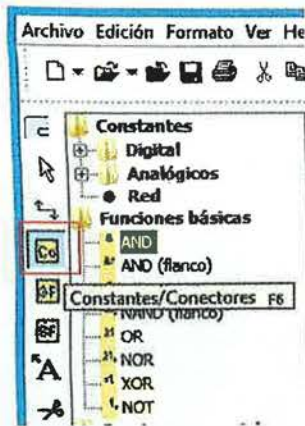 Archivo Edición Formato Ver He
Constantes
Digital
Analógicos
Red
Funciones básicas
Co
AND
AND (flanco)
Constantes/Conectores F6
NAND (flanco)
OR
NOR
XOR
NOT
A